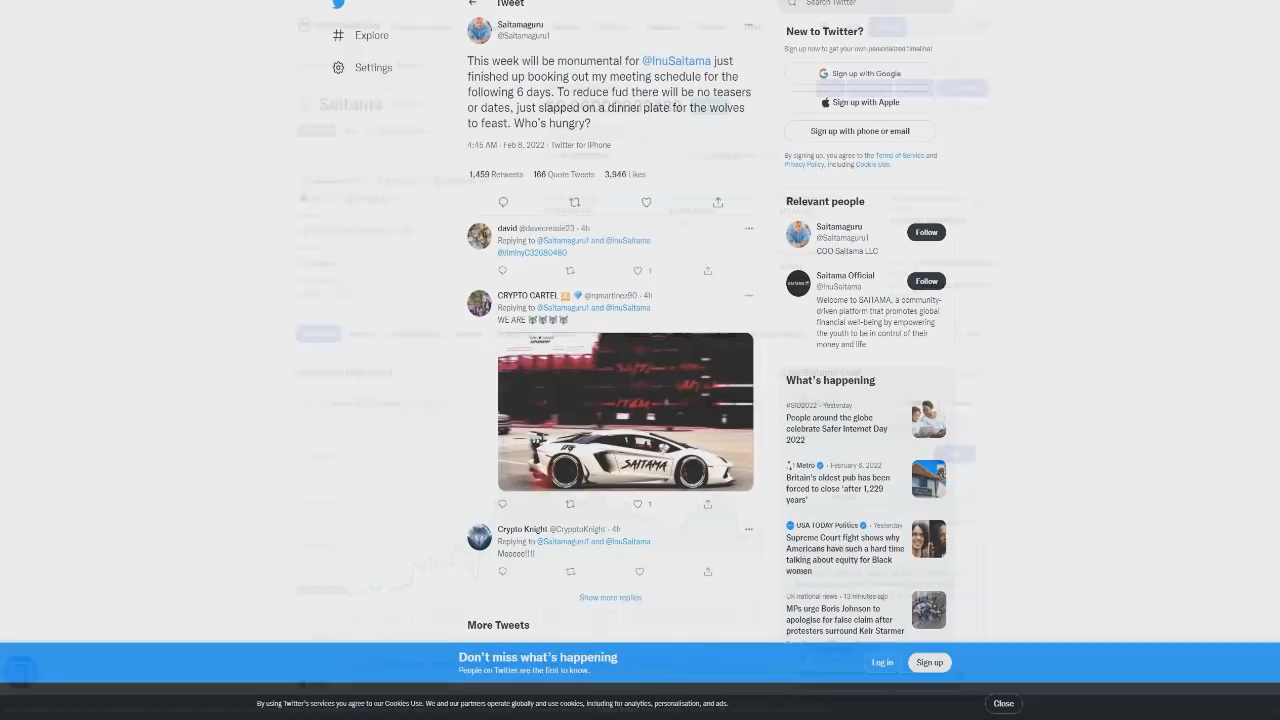 Tweet
Search Twitter
Explore
Settings
Saitamaguru
@Saitamaguru1
This week will be monumental for @InuSaitama just
finished up booking out my meeting schedule for the
following 6 days. To reduce fud there will be no teasers
or dates, just slapped on a dinner plate for the wolves
to feast. Who's hungry?
4:45 AM · Feb 8, 2022 · Twitter for iPhone
1,459 Retweets 166 Quote Tweets 3,946 Likes
david @davecressie23 · 4h
Replying to @Saitamaguru1 and @InuSaitama
@JimInyC32680480
1
CRYPTO CARTEL @rqmartinez90 · 4h
Replying to @Saitamaguru1 and @InuSaitama
WE ARE
SAITAMA
1
Crypto Knight @CrypptoKnight · 4h
Replying to @Saitamaguru1 and @InuSaitama
Show more replies
More Tweets
New to Twitter?
Sign up now to get your own personalized timeline!
Sign up with Google
Sign up with Apple
Sign up with phone or email
By signing up, you agree to the Terms of Service and
Privacy Policy, including Cookie Use.
Relevant people
Saitamaguru
@Saitamaguru1
COO Saitama LLC
Follow
Saitama Official
@InuSaitama
Follow
Welcome to SAITAMA, a community-
driven platform that promotes global
financial well-being by empowering
the youth to be in control of their
money and life
What's happening
#SID2022 · Yesterday
People around the globe
celebrate Safer Internet Day
2022
Metro · February 6, 2022
Britain's oldest pub has been
forced to close 'after 1,229
years'
USA TODAY Politics · Yesterday
Supreme Court fight shows why
Americans have such a hard time
talking about equity for Black
women
UK national news · 13 minutes ago
MPs urge Boris Johnson to
apologise for false claim after
protesters surround Keir Starmer
Saitama
Don't miss what's happening
People on Twitter are the first to know.
Log in
Sign up
By using Twitter's services you agree to our Cookies Use. We and our partners operate globally and use cookies, including for analytics, personalisation, and ads.
Close